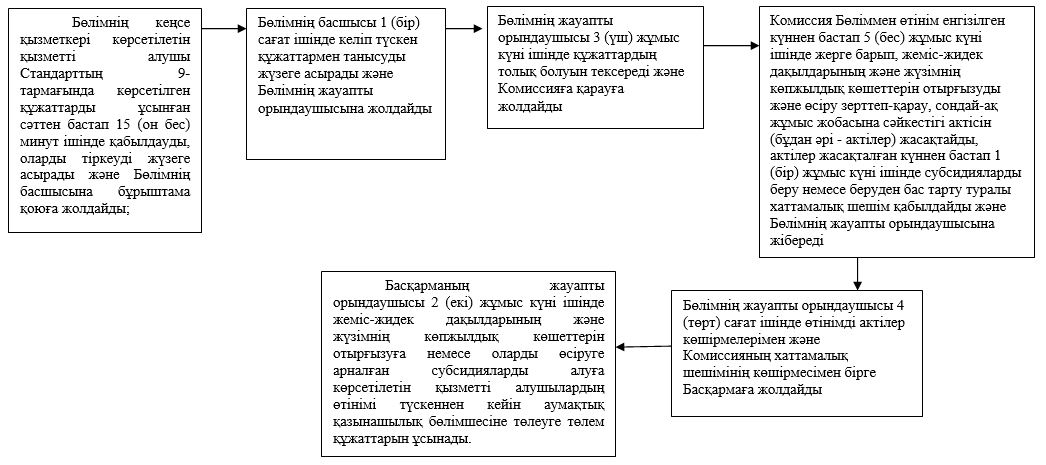 Бөлімнің кеңсе
қызметкері көрсетілетін
қызметті алушы
Стандарттың 9-
тармағында көрсетілген
құжаттарды ұсынған
сәттен бастап 15 (он бес)
минут ішінде қабылдауды,
оларды тіркеуді жүзеге
асырады және Бөлімнің
басшысына бұрыштама
қоюға жолдайды;
Бөлімнің басшысы 1 (бір)
сағат ішінде келіп түскен
құжаттармен танысуды
жүзеге асырады және
Бөлімнің жауапты
орындаушысына жолдайды
Бөлімнің жауапты
орындаушысы 3 (үш) жұмыс
күні ішінде құжаттардың
толық болуын тексереді және
Комиссияға қарауға
жолдайды
Комиссия Бөліммен өтінім енгізілген
күннен бастап 5 (бес) жұмыс күні
ішінде жерге барып, жеміс-жидек
дақылдарының және жүзімнің
көпжылдық көшеттерін отырғызуды
және өсіру зерттеп-қарау, сондай-ақ
жұмыс жобасына сәйкестігі актісін
(бұдан әрі - актілер) жасақтайды,
актілер жасақталған күннен бастап 1
(бір) жұмыс күні ішінде субсидияларды
беру немесе беруден бас тарту туралы
хаттамалық шешім қабылдайды және
Бөлімнің жауапты орындаушысына
жібереді
Бөлімнің жауапты орындаушысы 4
(төрт) сағат ішінде өтінімді актілер
көшірмелерімен және
Комиссияның хаттамалық
шешімінің көшірмесімен бірге
Басқармаға жолдайды
Басқарманың жауапты
орындаушысы 2 (екі) жұмыс күні ішінде
жеміс-жидек дақылдарының және
жүзімнің көпжылдық көшеттерін
отырғызуға немесе оларды өсіруге
арналған субсидияларды алуға
көрсетілетін қызметті алушылардың
өтінімі түскеннен кейін аумақтық
қазынашылық бөлімшесіне төлеуге төлем
құжаттарын ұсынады.